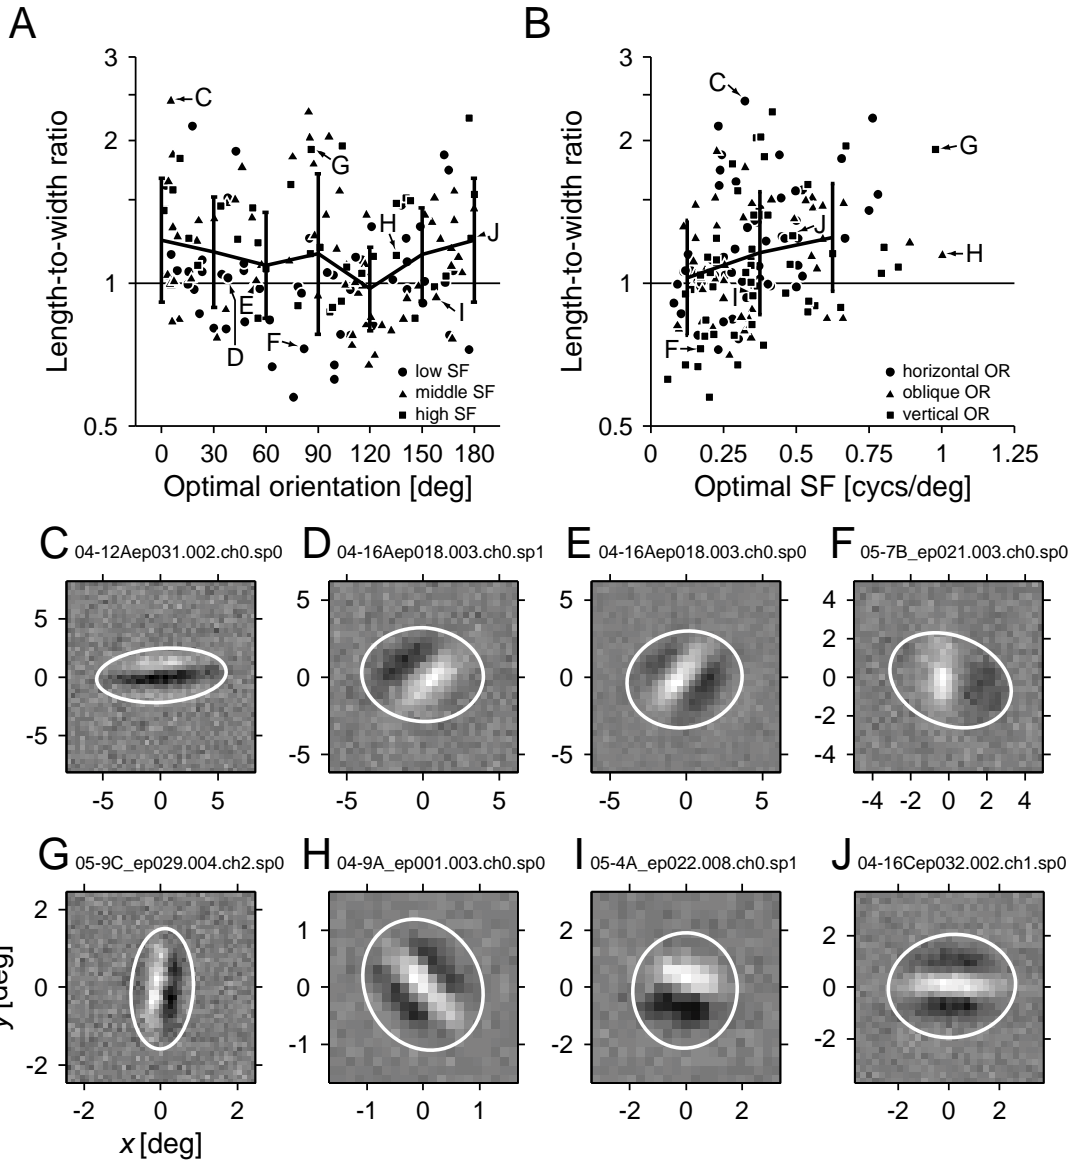 A
B
Length-to-width ratio
3
2
1
0.5
C
G
H
J
I
E
D
F
low SF
middle SF
high SF
0 30 60 90 120 150 180
Optimal orientation [deg]
Length-to-width ratio
3
2
1
0.5
C
G
J
H
I
F
horizontal OR
oblique OR
vertical OR
0 0.25 0.5 0.75 1 1.25
Optimal SF [cycs/deg]
C 04-12Aep031.002.ch0.sp0
5
0
-5
-5 0 5
D 04-16Aep018.003.ch0.sp1
5
0
-5
-5 0 5
E 04-16Aep018.003.ch0.sp0
5
0
-5
-5 0 5
F 05-7B_ep021.003.ch0.sp0
4
2
0
-2
-4
-4 -2 0 2 4
G 05-9C_ep029.004.ch2.sp0
2
0
-2
-2 0 2
y [deg]
x [deg]
H 04-9A_ep001.003.ch0.sp0
1
0
-1
-1 0 1
I 05-4A_ep022.008.ch0.sp1
2
0
-2
-2 0 2
J 04-16Cep032.002.ch1.sp0
2
0
-2
-2 0 2